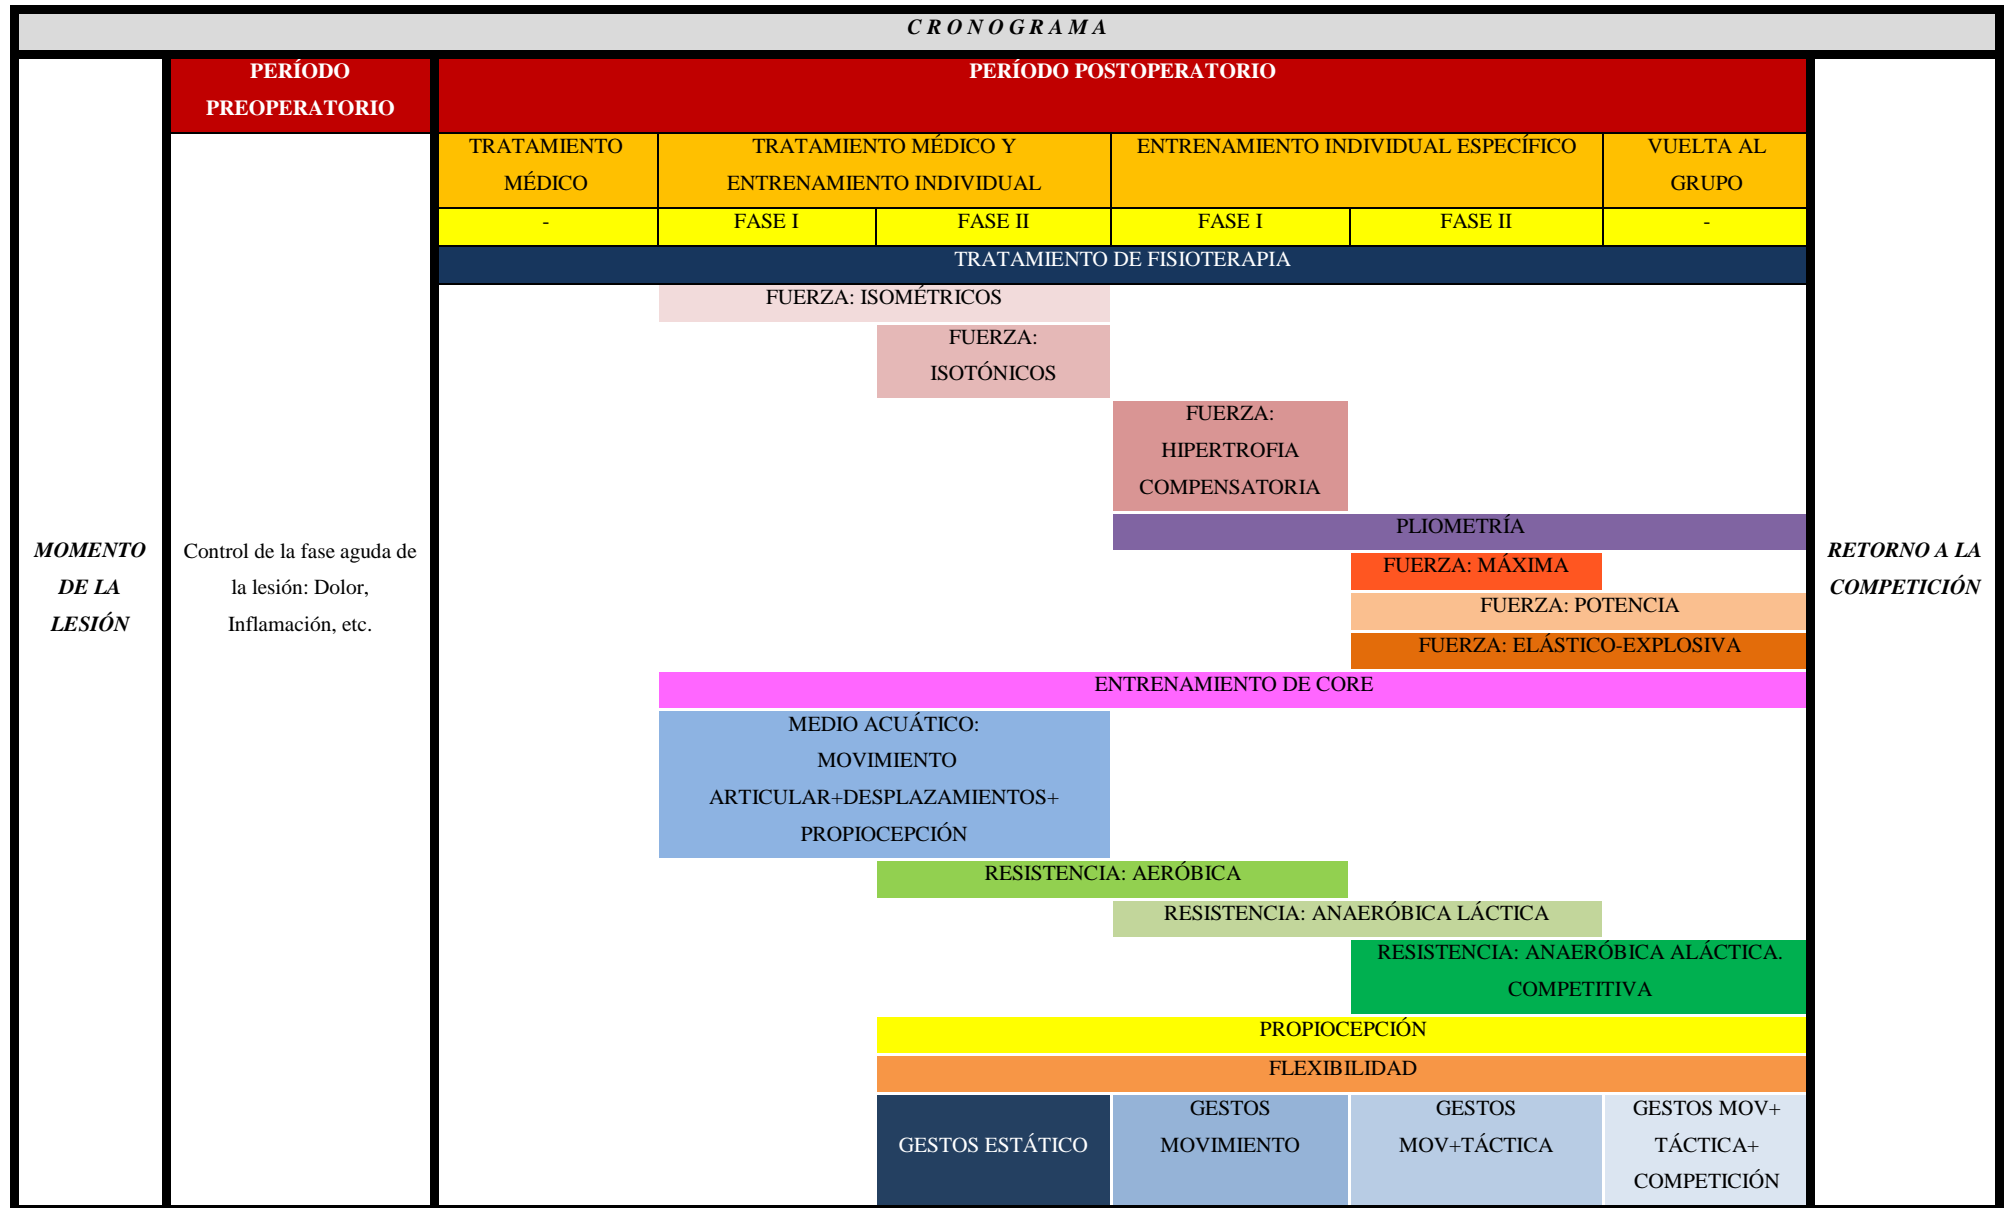 CRONOGRAMA
MOMENTO
DE LA
LESIÓN
PERÍODO
PREOPERATORIO
Control de la fase aguda de
la lesión: Dolor,
Inflamación, etc.
PERÍODO POSTOPERATORIO
TRATAMIENTO
MÉDICO
TRATAMIENTO MÉDICO Y
ENTRENAMIENTO INDIVIDUAL
ENTRENAMIENTO INDIVIDUAL ESPECÍFICO
VUELTA AL
GRUPO
-
FASE I
FASE II
FASE I
FASE II
-
TRATAMIENTO DE FISIOTERAPIA
FUERZA: ISOMÉTRICOS
FUERZA:
ISOTÓNICOS
FUERZA:
HIPERTROFIA
COMPENSATORIA
PLIOMETRÍA
FUERZA: MÁXIMA
FUERZA: POTENCIA
FUERZA: ELÁSTICO-EXPLOSIVA
ENTRENAMIENTO DE CORE
MEDIO ACUÁTICO:
MOVIMIENTO
ARTICULAR+DESPLAZAMIENTOS+
PROPIOCEPCIÓN
RESISTENCIA: AERÓBICA
RESISTENCIA: ANAERÓBICA LÁCTICA
RESISTENCIA: ANAERÓBICA ALÁCTICA.
COMPETITIVA
PROPIOCEPCIÓN
FLEXIBILIDAD
GESTOS ESTÁTICO
GESTOS
MOVIMIENTO
GESTOS
MOV+TÁCTICA
GESTOS MOV+
TÁCTICA+
COMPETICIÓN
RETORNO A LA
COMPETICIÓN